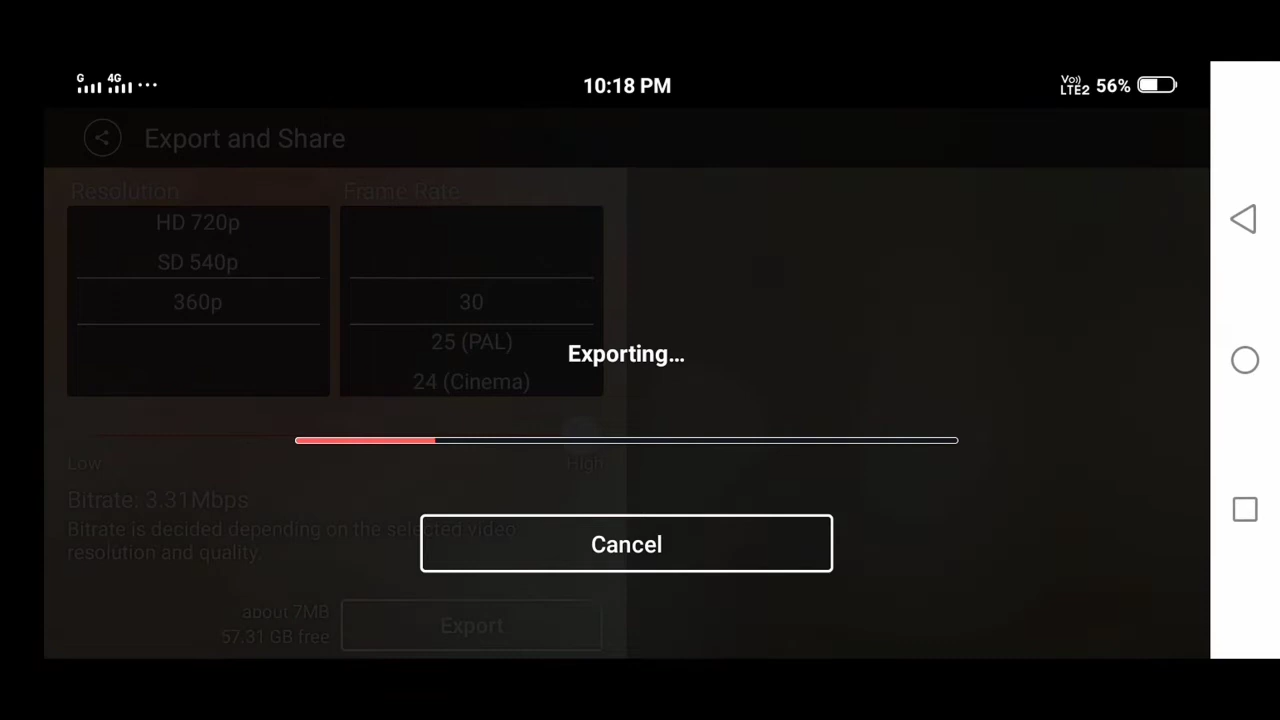 G 4G ... 10:18 PM Vo)) LTE2 56%
Export and Share
Resolution Frame Rate
HD 720p
SD 540p
360p 30
25 (PAL)
24 (Cinema)
Exporting...
Low High
Bitrate: 3.31Mbps
Bitrate is decided depending on the selected video
resolution and quality.
Cancel
about 7MB
57.31 GB free
Export